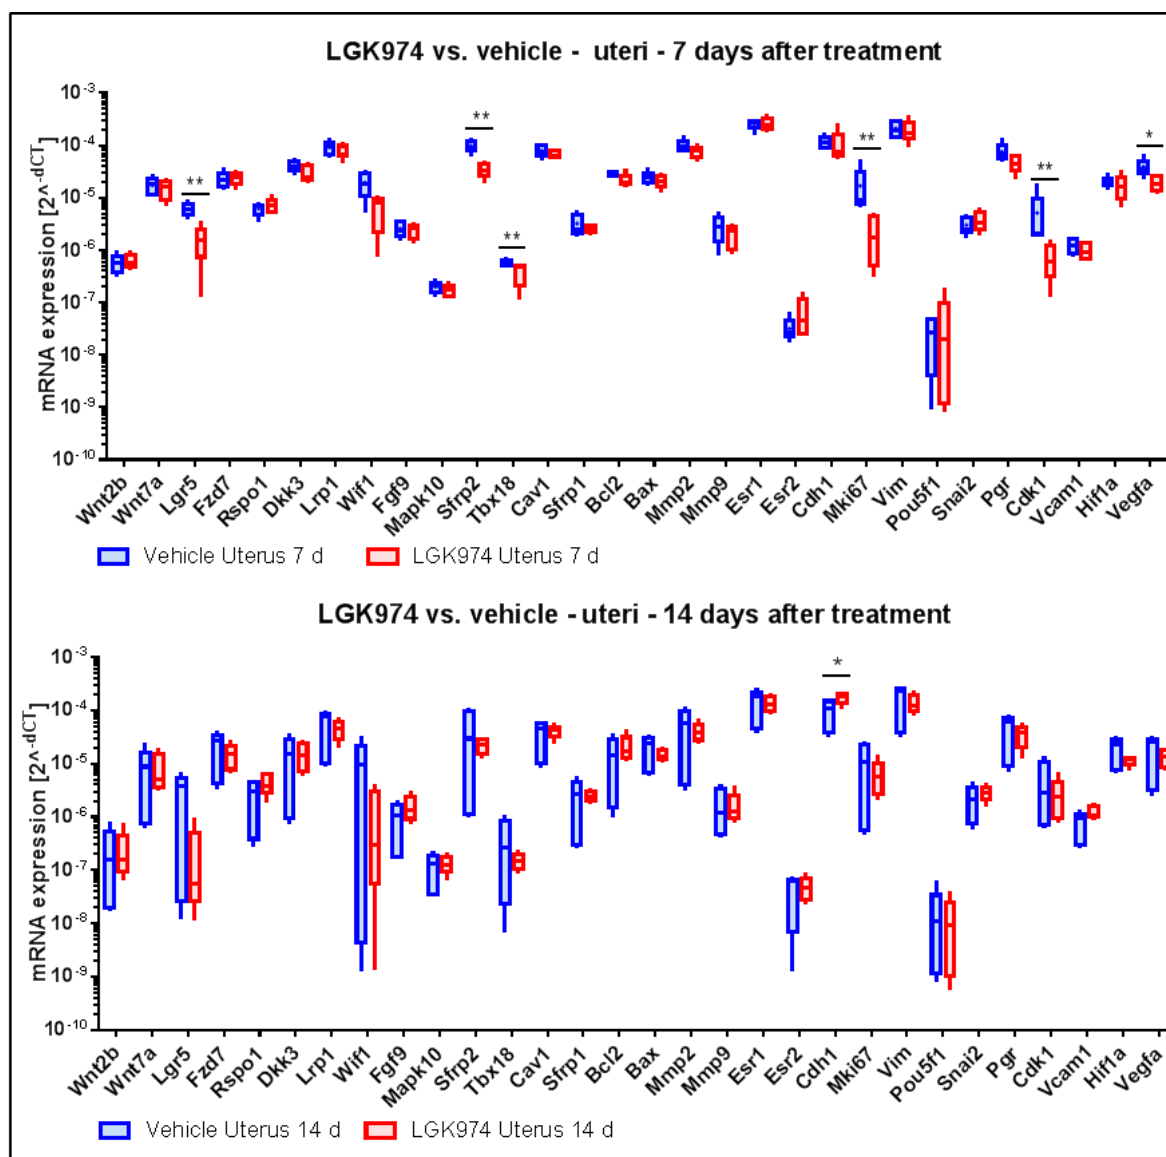 LGK974 vs. vehicle - uteri - 7 days after treatment
mRNA expression [2^-dCT]
10-3
10-4
10-5
10-6
10-7
10-8
10-9
10-10
** ** ** ** ** *
Wnt2b Wnt7a Lgr5 Fzd7 Rspo1 Dkk3 Lrp1 Wif1 Fgf9 Mapk10 Sfrp2 Tbx18 Cav1 Sfrp1 Bcl2 Bax Mmp2 Mmp9 Esr1 Esr2 Cdh1 Mki67 Vim Pou5f1 Snai2 Pgr Cdk1 Vcam1 Hif1a Vegfa
Vehicle Uterus 7 d LGK974 Uterus 7 d
LGK974 vs. vehicle - uteri - 14 days after treatment
mRNA expression [2^-dCT]
10-3
10-4
10-5
10-6
10-7
10-8
10-9
10-10
*
Wnt2b Wnt7a Lgr5 Fzd7 Rspo1 Dkk3 Lrp1 Wif1 Fgf9 Mapk10 Sfrp2 Tbx18 Cav1 Sfrp1 Bcl2 Bax Mmp2 Mmp9 Esr1 Esr2 Cdh1 Mki67 Vim Pou5f1 Snai2 Pgr Cdk1 Vcam1 Hif1a Vegfa
Vehicle Uterus 14 d LGK974 Uterus 14 d